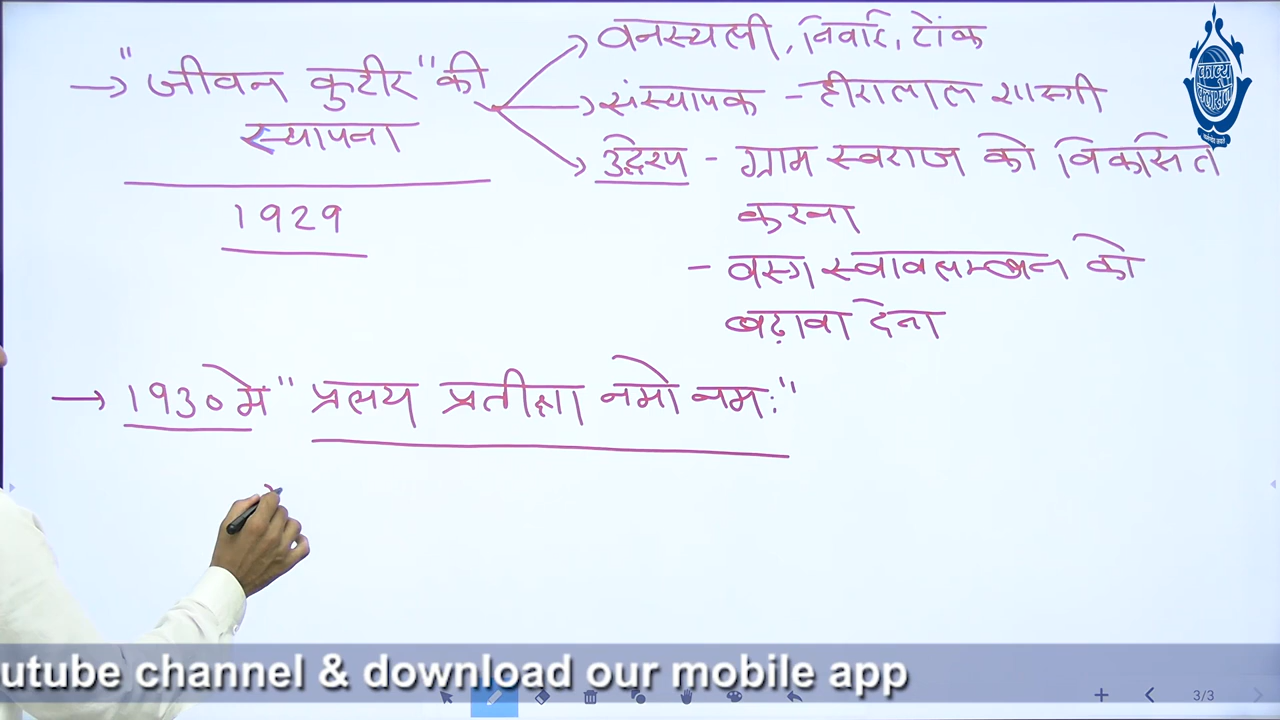 → "जीवन कुटीर" की
स्थापना
1929
→ वनस्थली, निवाई, टोंक
→ संस्थापक - हीरालाल शास्त्री
→ उद्देश्य - ग्राम स्वराज को विकसित
करना
- वस्त्र स्वावलम्बन को
बढ़ावा देना
→ 1930 में "प्रलय प्रतीक्षा नमो नमः"
utube channel & download our mobile app
3/3